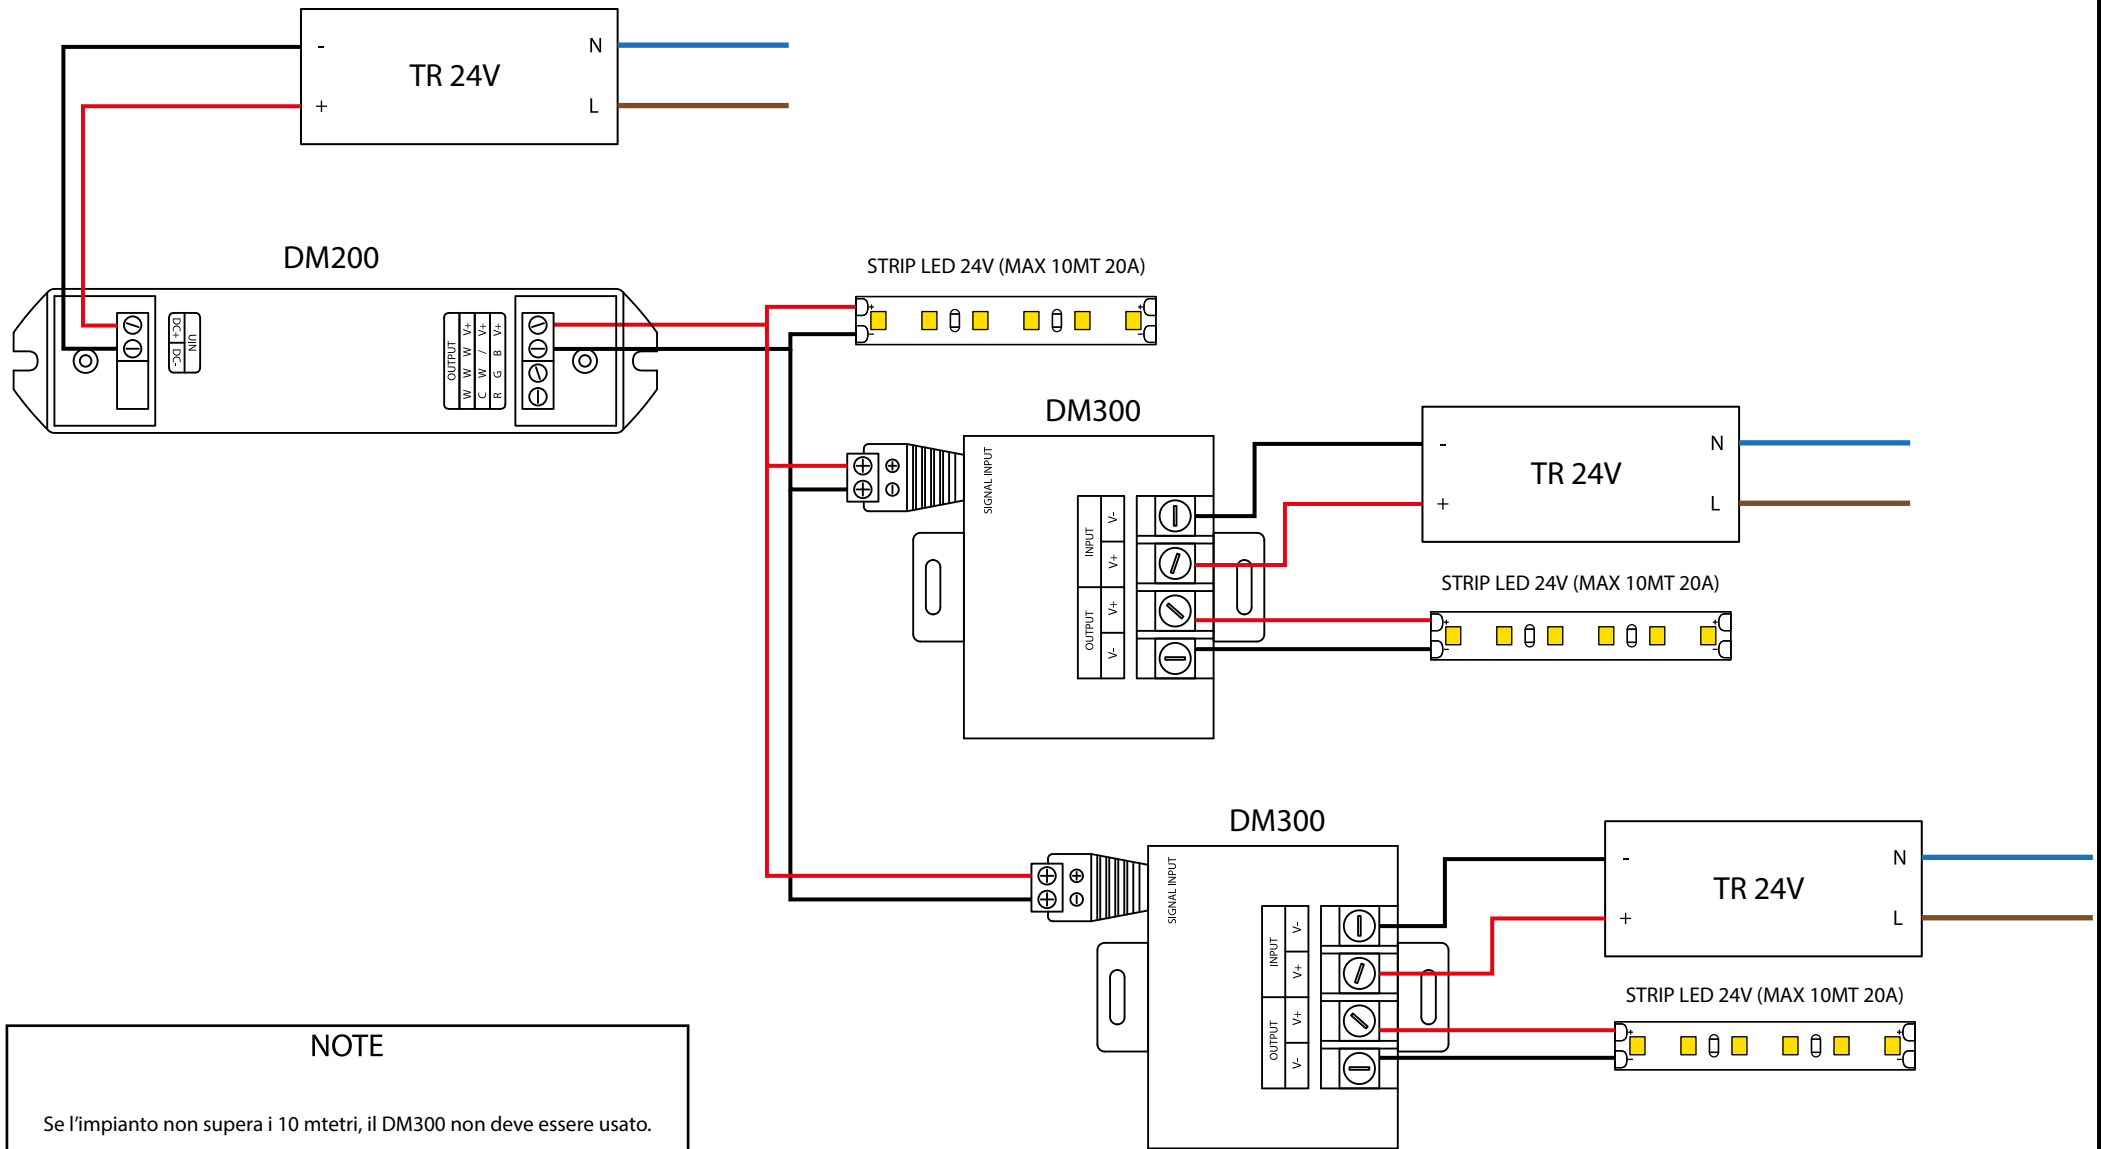 - N
TR 24V
+ L
DM200
DC+ DC-
UIN
OUTPUT
W W W V+
C W / V+
R G B V+
STRIP LED 24V (MAX 10MT 20A)
+ +
- -
DM300
SIGNAL INPUT
INPUT
V-
V+
OUTPUT
V+
V-
- N
TR 24V
+ L
STRIP LED 24V (MAX 10MT 20A)
+ +
- -
DM300
SIGNAL INPUT
INPUT
V-
V+
OUTPUT
V+
V-
- N
TR 24V
+ L
STRIP LED 24V (MAX 10MT 20A)
+ +
- -
NOTE
Se l'impianto non supera i 10 mtetri, il DM300 non deve essere usato.